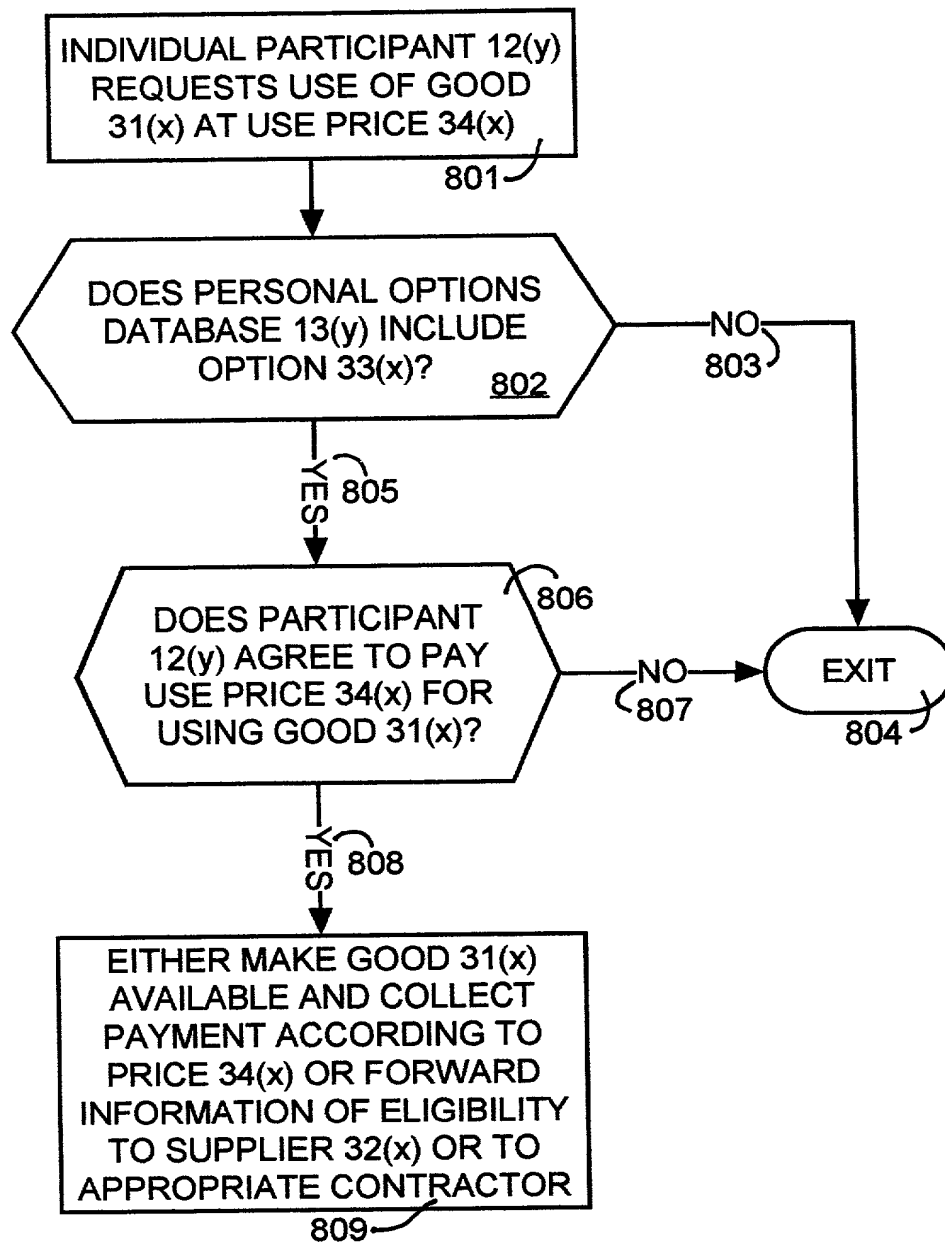 INDIVIDUAL PARTICIPANT 12(y)
REQUESTS USE OF GOOD
31(x) AT USE PRICE 34(x)
801
DOES PERSONAL OPTIONS
DATABASE 13(y) INCLUDE
OPTION 33(x)?
802
NO
803
YES
805
DOES PARTICIPANT
12(y) AGREE TO PAY
USE PRICE 34(x) FOR
USING GOOD 31(x)?
806
NO
807
EXIT
804
YES
808
EITHER MAKE GOOD 31(x)
AVAILABLE AND COLLECT
PAYMENT ACCORDING TO
PRICE 34(x) OR FORWARD
INFORMATION OF ELIGIBILITY
TO SUPPLIER 32(x) OR TO
APPROPRIATE CONTRACTOR
809